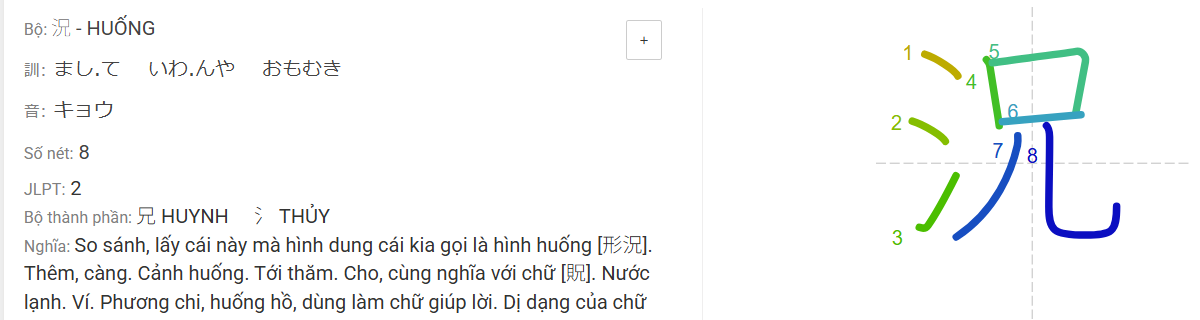 Bộ: 況 - HUỐNG
+
訓: まし.て いわ.んや おもむき
音: キョウ
Số nét: 8
JLPT: 2
Bộ thành phần: 兄 HUYNH 氵 THỦY
Nghĩa: So sánh, lấy cái này mà hình dung cái kia gọi là hình huống [形況].
Thêm, càng. Cảnh huống. Tới thăm. Cho, cùng nghĩa với chữ [貺]. Nước
lạnh. Ví. Phương chi, huống hồ, dùng làm chữ giúp lời. Dị dạng của chữ
況
1
2
3
4
5
6
7
8